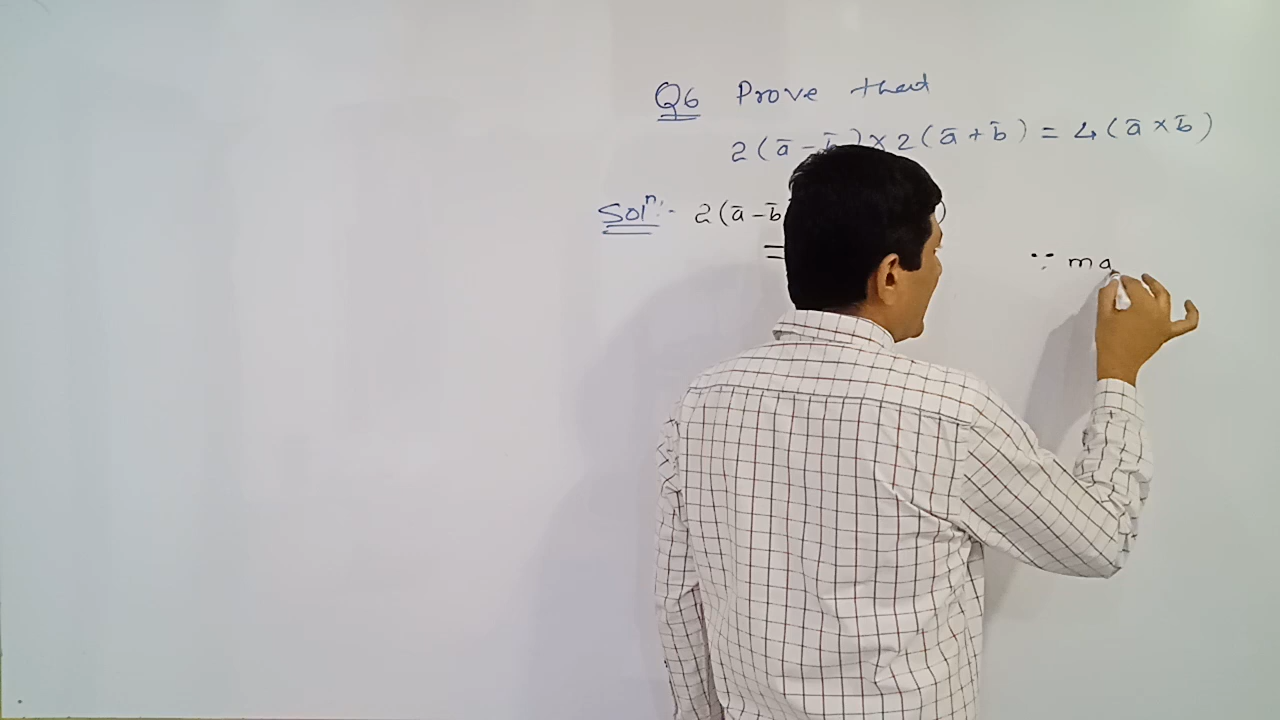 Q6 Prove that
2(ā - b̄) × 2(ā + b̄) = 4(ā × b̄)
Solⁿ:- 2(ā - b̄ )
= ∵ ma